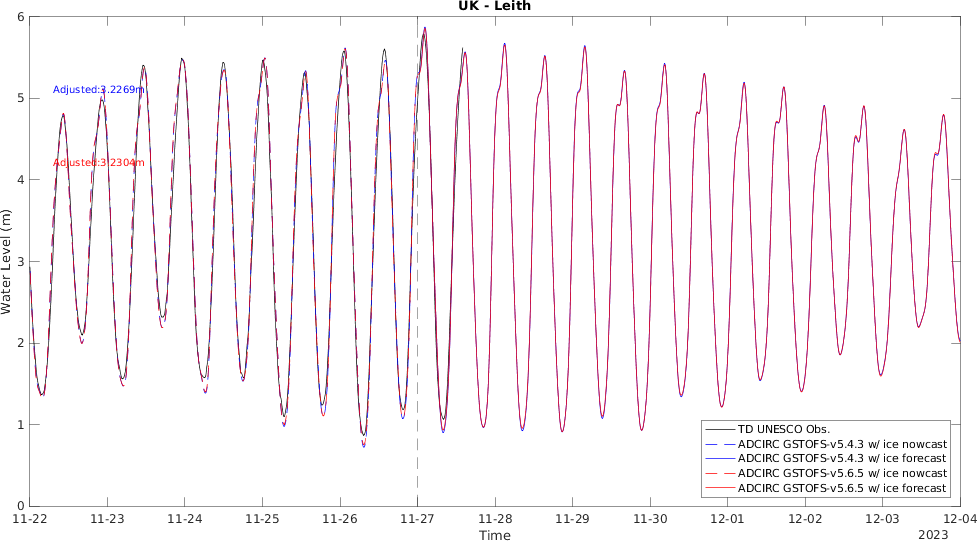 UK - Leith
6
5
4
3
2
1
0
Water Level (m)
Adjusted:3.2269m
Adjusted:3.2304m
TD UNESCO Obs.
ADCIRC GSTOFS-v5.4.3 w/ ice nowcast
ADCIRC GSTOFS-v5.4.3 w/ ice forecast
ADCIRC GSTOFS-v5.6.5 w/ ice nowcast
ADCIRC GSTOFS-v5.6.5 w/ ice forecast
11-22 11-23 11-24 11-25 11-26 11-27 11-28 11-29 11-30 12-01 12-02 12-03 12-04
Time
2023